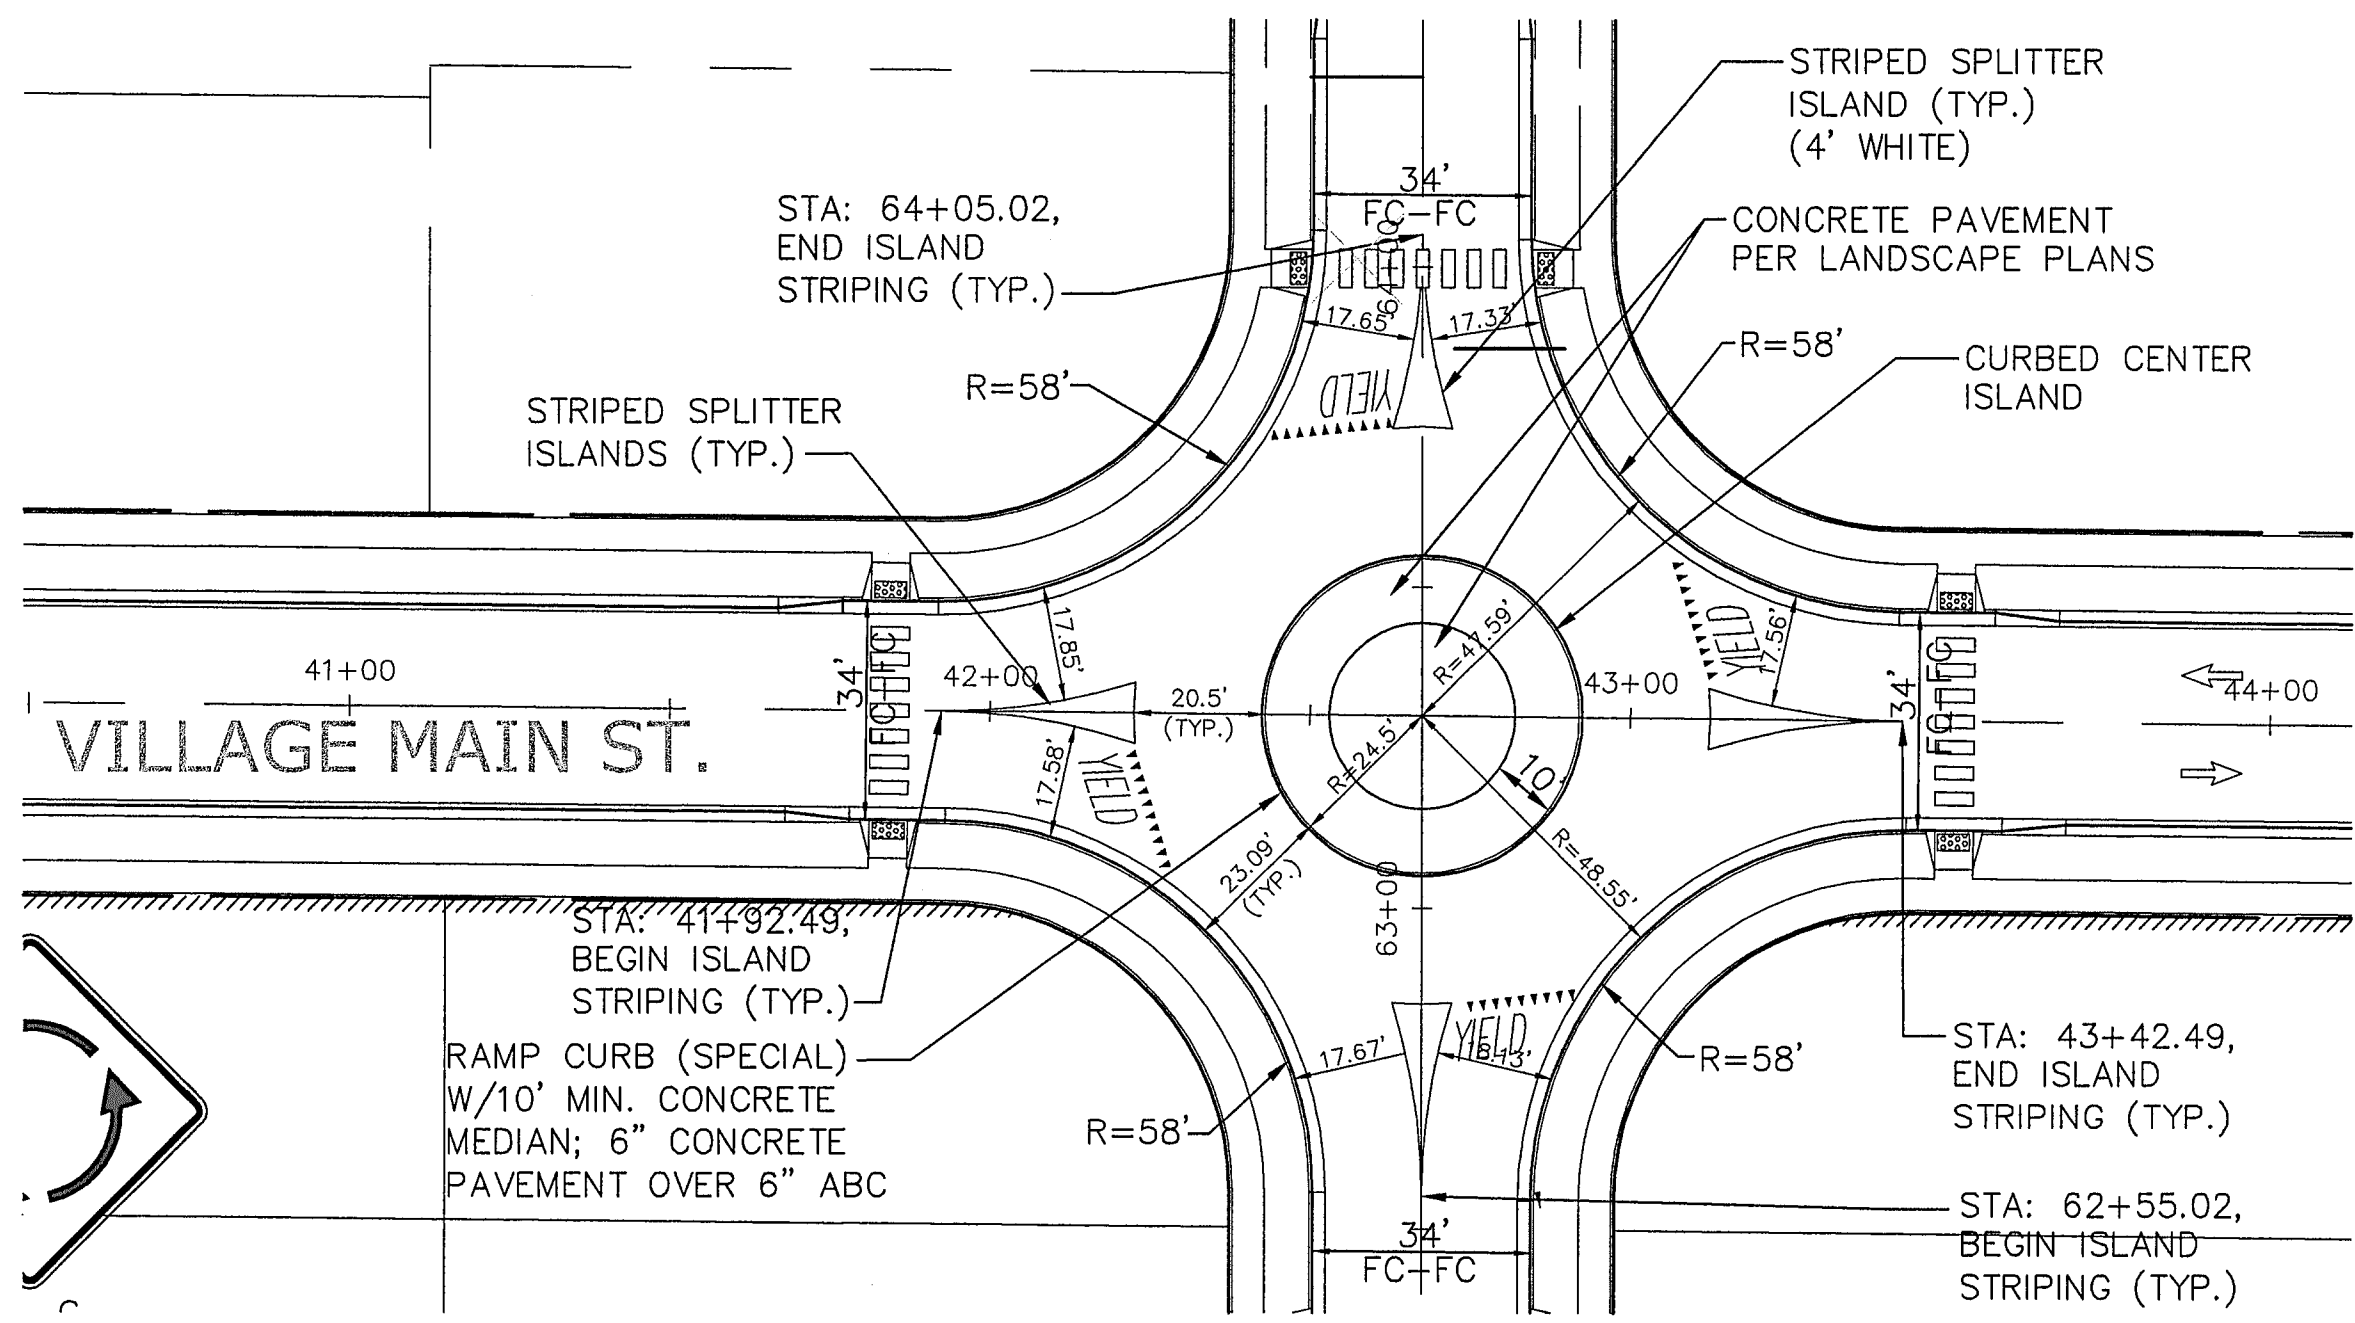 STRIPED SPLITTER
ISLAND (TYP.)
(4' WHITE)
34'
FC-FC
STA: 64+05.02,
END ISLAND
STRIPING (TYP.)
64+00
CONCRETE PAVEMENT
PER LANDSCAPE PLANS
17.65'
17.33'
R=58'
R=58'
CURBED CENTER
ISLAND
YIELD
STRIPED SPLITTER
ISLANDS (TYP.)
41+00
34'
FC-FC
42+00
17.85'
20.5'
(TYP.)
R=47.59'
43+00
YIELD
17.56'
34'
FC-FC
44+00
VILLAGE MAIN ST.
17.58'
YIELD
R=24.5'
10'
R=48.55'
23.09'
(TYP.)
63+00
STA: 41+92.49,
BEGIN ISLAND
STRIPING (TYP.)
RAMP CURB (SPECIAL)
W/10' MIN. CONCRETE
MEDIAN; 6" CONCRETE
PAVEMENT OVER 6" ABC
YIELD
17.67'
18.13'
R=58'
R=58'
STA: 43+42.49,
END ISLAND
STRIPING (TYP.)
34'
FC-FC
STA: 62+55.02,
BEGIN ISLAND
STRIPING (TYP.)